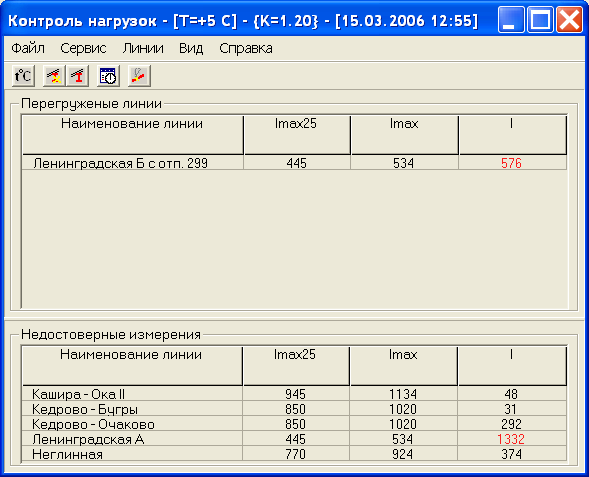 Контроль нагрузок - [T=+5 C] - {K=1.20} - [15.03.2006 12:55]
Файл Сервис Линии Вид Справка
t°C
Перегруженые линии
Наименование линии Imax25 Imax I
Ленинградская Б с отп. 299 445 534 576
Недостоверные измерения
Наименование линии Imax25 Imax I
Кашира - Ока II 945 1134 48
Кедрово - Бугры 850 1020 31
Кедрово - Очаково 850 1020 292
Ленинградская А 445 534 1332
Неглинная 770 924 374